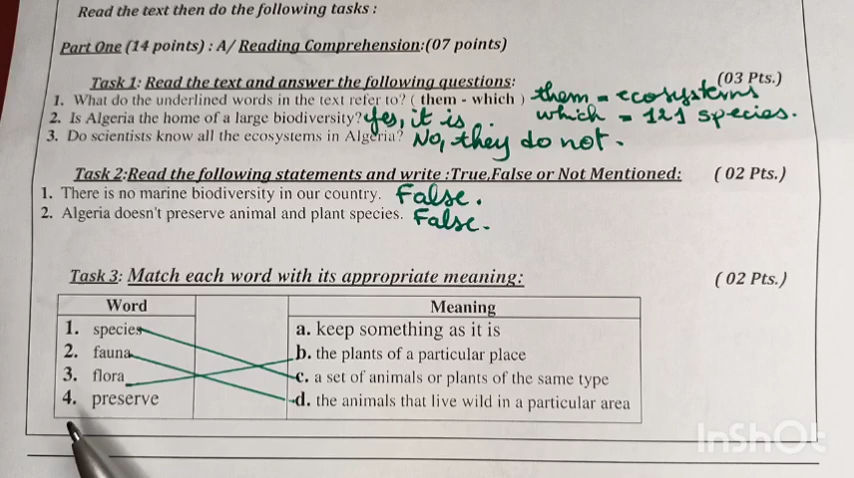 Read the text then do the following tasks :
Part One (14 points) : A/ Reading Comprehension:(07 points)
Task 1: Read the text and answer the following questions: (03 Pts.)
1. What do the underlined words in the text refer to? ( them - which ) them = ecosystems
which = 121 species.
2. Is Algeria the home of a large biodiversity? Yes, it is .
3. Do scientists know all the ecosystems in Algeria? No, they do not .
Task 2:Read the following statements and write :True,False or Not Mentioned: ( 02 Pts.)
1. There is no marine biodiversity in our country. False.
2. Algeria doesn't preserve animal and plant species. False.
Task 3: Match each word with its appropriate meaning: ( 02 Pts.)
Word Meaning
1. species a. keep something as it is
2. fauna b. the plants of a particular place
3. flora c. a set of animals or plants of the same type
4. preserve d. the animals that live wild in a particular area
InShOt